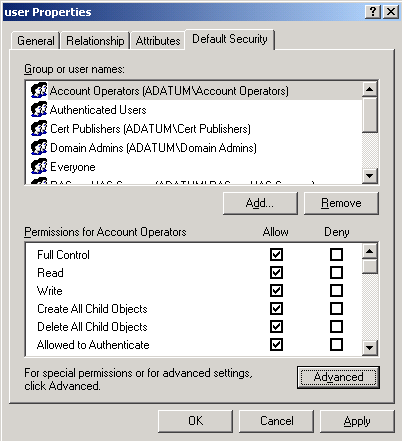 user Properties
General Relationship Attributes Default Security
Group or user names:
Account Operators (ADATUM\Account Operators)
Authenticated Users
Cert Publishers (ADATUM\Cert Publishers)
Domain Admins (ADATUM\Domain Admins)
Everyone
Add... Remove
Permissions for Account Operators Allow Deny
Full Control
Read
Write
Create All Child Objects
Delete All Child Objects
Allowed to Authenticate
For special permissions or for advanced settings,
click Advanced.
Advanced
OK Cancel Apply